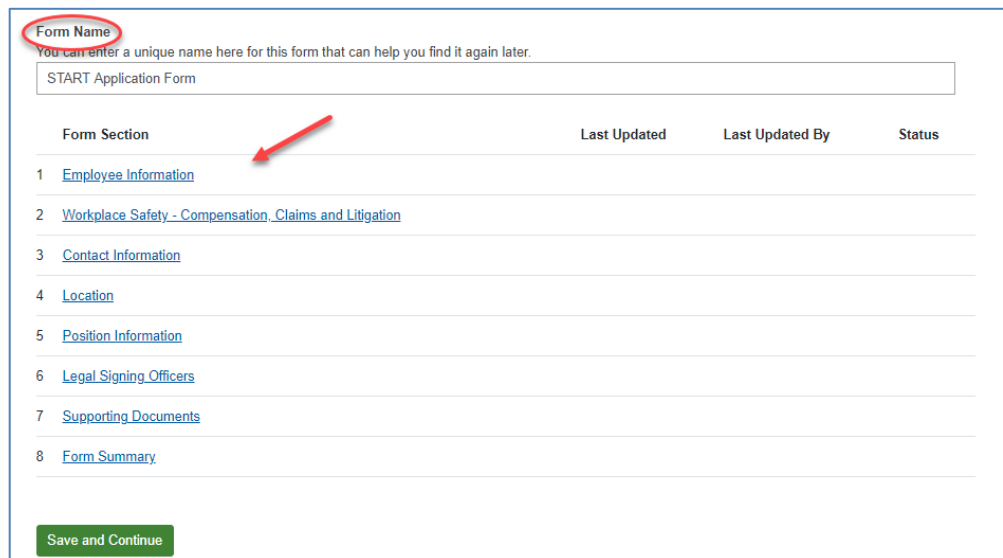 Form Name
You can enter a unique name here for this form that can help you find it again later.
START Application Form
Form Section Last Updated Last Updated By Status
1 Employee Information
2 Workplace Safety - Compensation, Claims and Litigation
3 Contact Information
4 Location
5 Position Information
6 Legal Signing Officers
7 Supporting Documents
8 Form Summary
Save and Continue